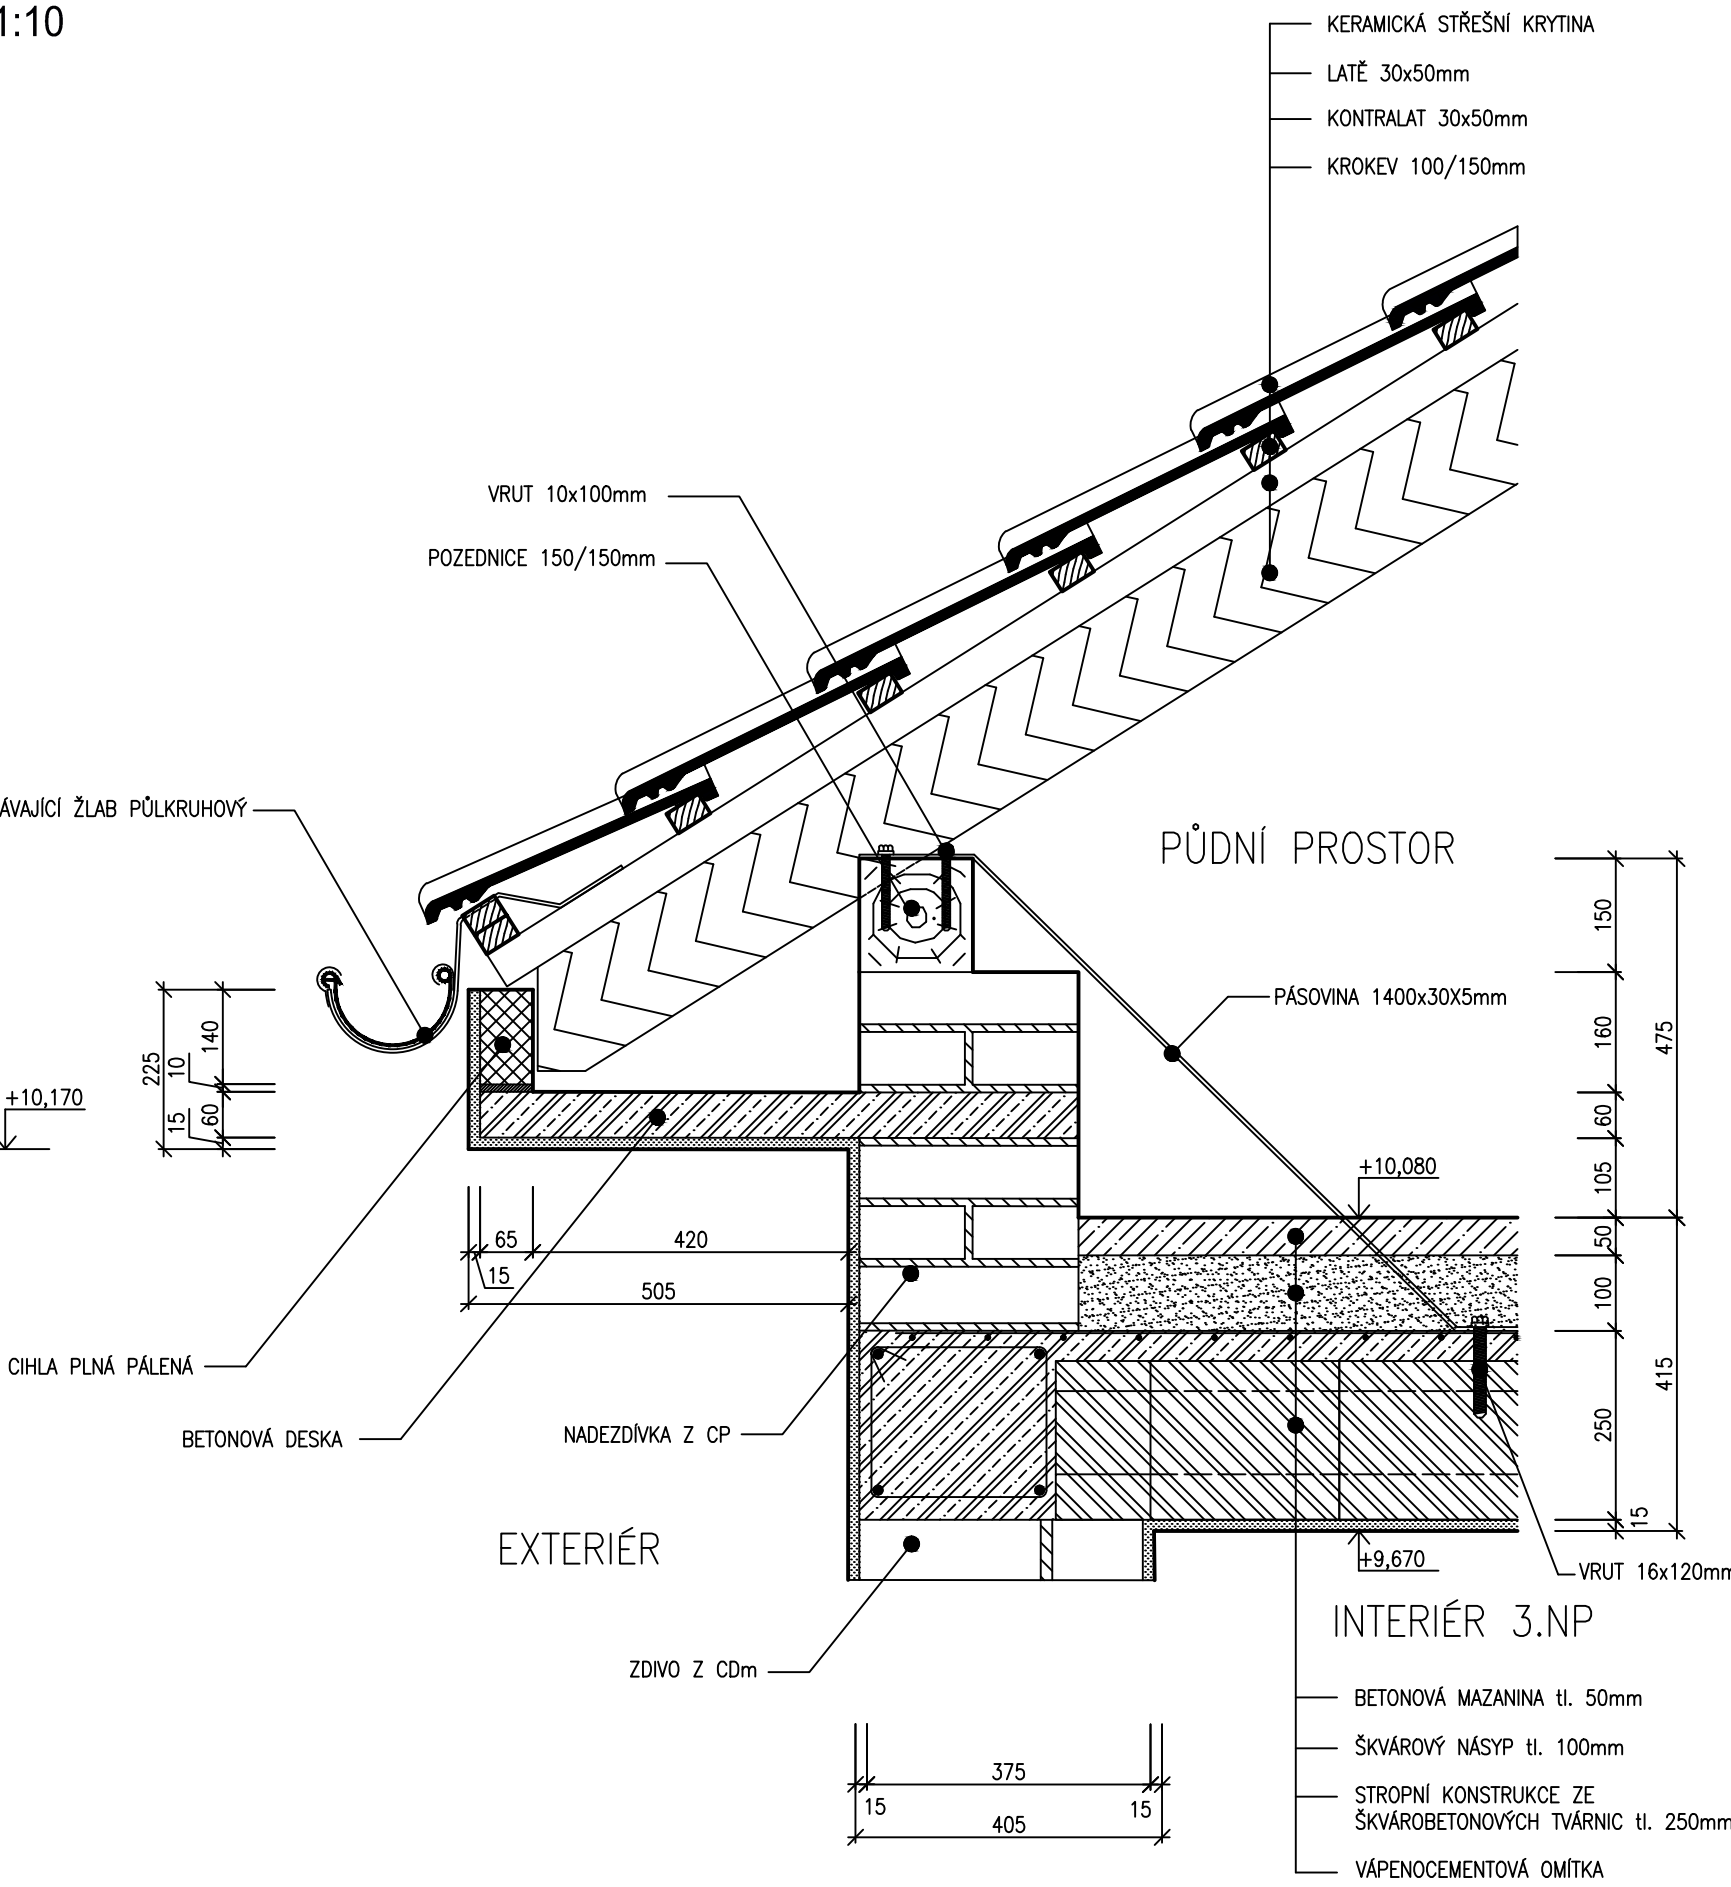 1:10
KERAMICKÁ STŘEŠNÍ KRYTINA
LATĚ 30x50mm
KONTRALAT 30x50mm
KROKEV 100/150mm
VRUT 10x100mm
POZEDNICE 150/150mm
ÁVAJÍCÍ ŽLAB PŮLKRUHOVÝ
PŮDNÍ PROSTOR
PÁSOVINA 1400x30X5mm
+10,170
225
15
10
60
140
150
160
60
105
50
100
250
15
475
415
+10,080
65
420
15
505
CIHLA PLNÁ PÁLENÁ
BETONOVÁ DESKA
NADEZDÍVKA Z CP
EXTERIÉR
+9,670
VRUT 16x120mm
INTERIÉR 3.NP
ZDIVO Z CDm
375
15
15
405
BETONOVÁ MAZANINA tl. 50mm
ŠKVÁROVÝ NÁSYP tl. 100mm
STROPNÍ KONSTRUKCE ZE
ŠKVÁROBETONOVÝCH TVÁRNIC tl. 250mm
VÁPENOCEMENTOVÁ OMÍTKA